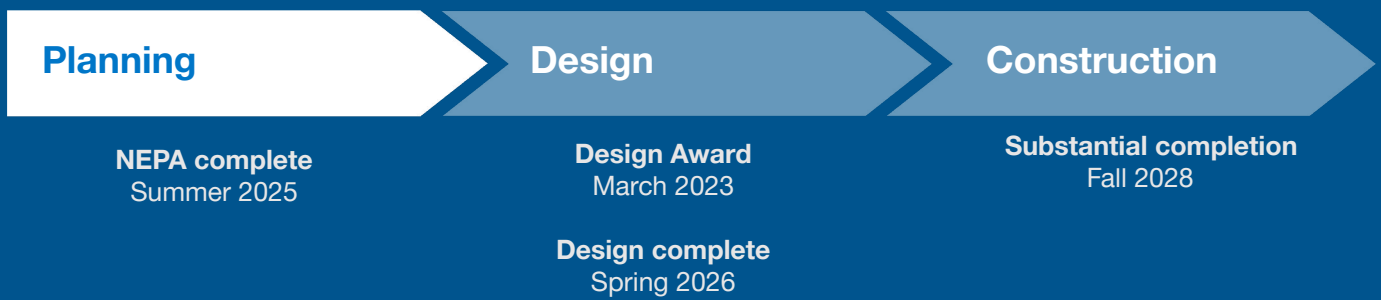 Planning
Design
Construction
NEPA complete
Summer 2025
Design Award
March 2023
Design complete
Spring 2026
Substantial completion
Fall 2028